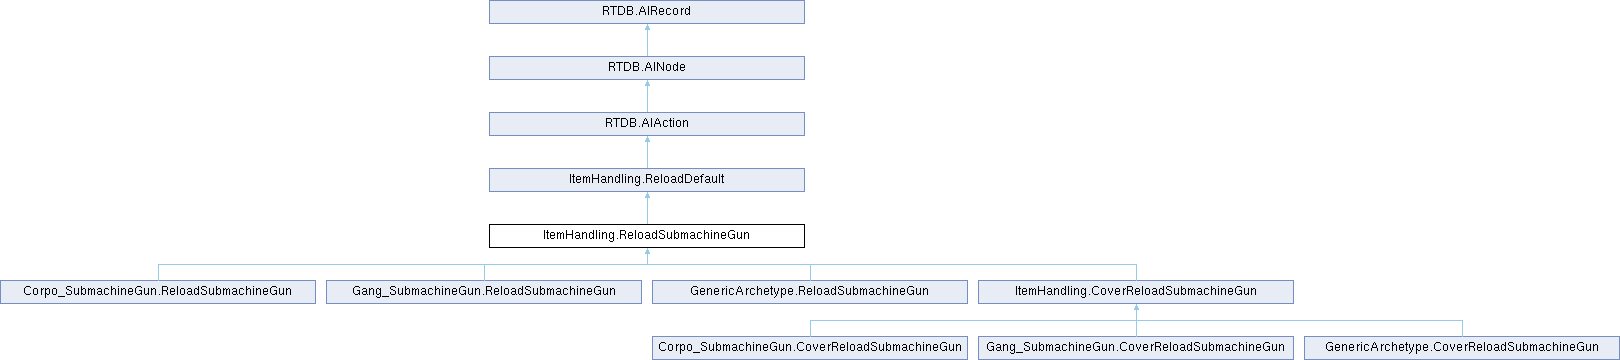 RTDB.AIRecord
RTDB.AINode
RTDB.AIAction
ItemHandling.ReloadDefault
ItemHandling.ReloadSubmachineGun
Corpo_SubmachineGun.ReloadSubmachineGun
Gang_SubmachineGun.ReloadSubmachineGun
GenericArchetype.ReloadSubmachineGun
ItemHandling.CoverReloadSubmachineGun
Corpo_SubmachineGun.CoverReloadSubmachineGun
Gang_SubmachineGun.CoverReloadSubmachineGun
GenericArchetype.CoverReloadSubmachineGun